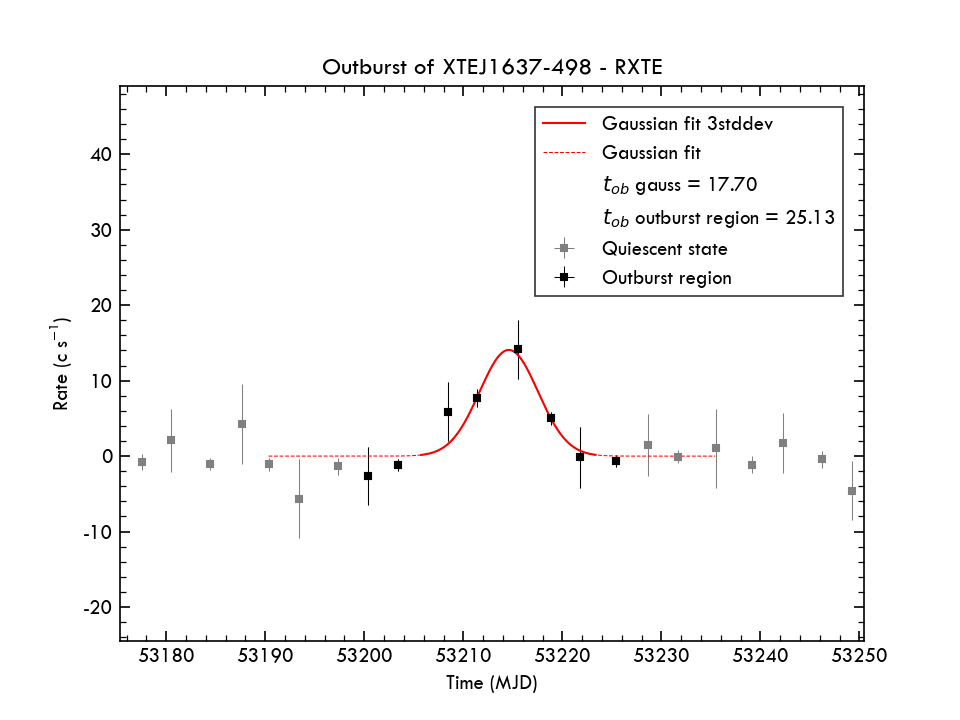 Outburst of XTEJ1637-498 - RXTE
Gaussian fit 3stddev
Gaussian fit
t_ob gauss = 17.70
t_ob outburst region = 25.13
Quiescent state
Outburst region
40
30
20
10
0
-10
-20
Rate (c s⁻¹)
53180 53190 53200 53210 53220 53230 53240 53250
Time (MJD)